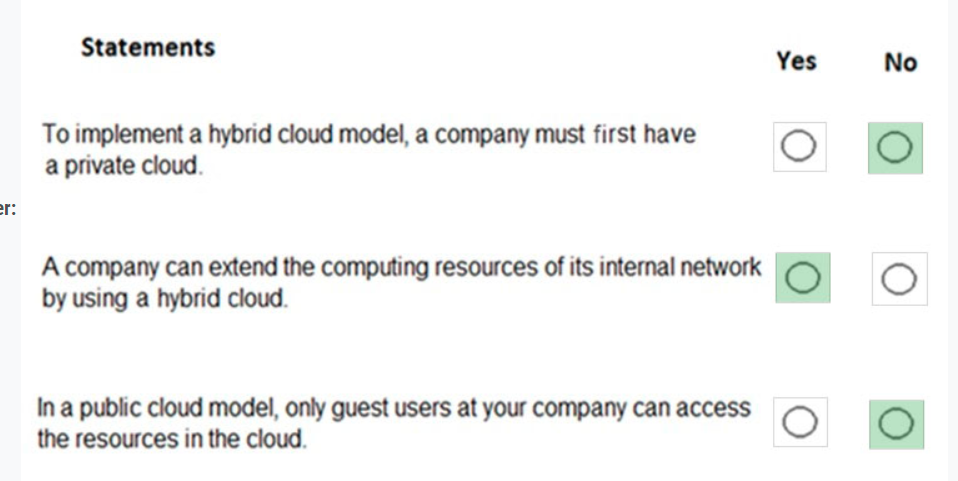 Statements
Yes No
To implement a hybrid cloud model, a company must first have
a private cloud.
er:
A company can extend the computing resources of its internal network
by using a hybrid cloud.
In a public cloud model, only guest users at your company can access
the resources in the cloud.